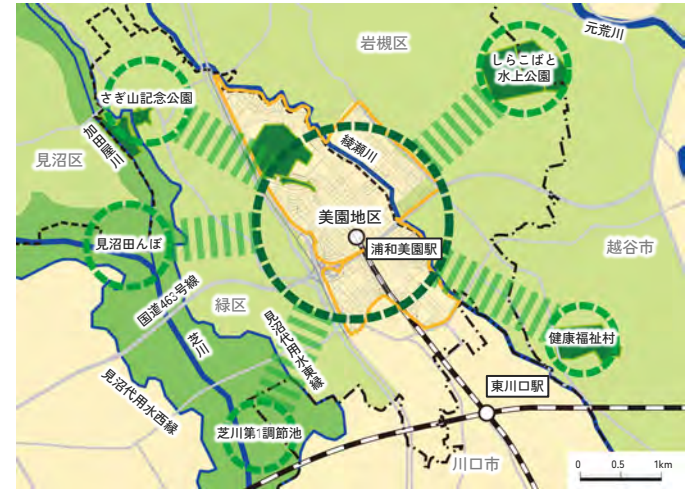 岩槻区
元荒川
しらこばと
水上公園
さぎ山記念公園
加田屋川
見沼区
綾瀬川
美園地区
浦和美園駅
見沼田んぼ
越谷市
国道463号線
緑区
芝川
見沼代用水東縁
健康福祉村
見沼代用水西縁
東川口駅
芝川第1調節池
川口市
0 0.5 1km